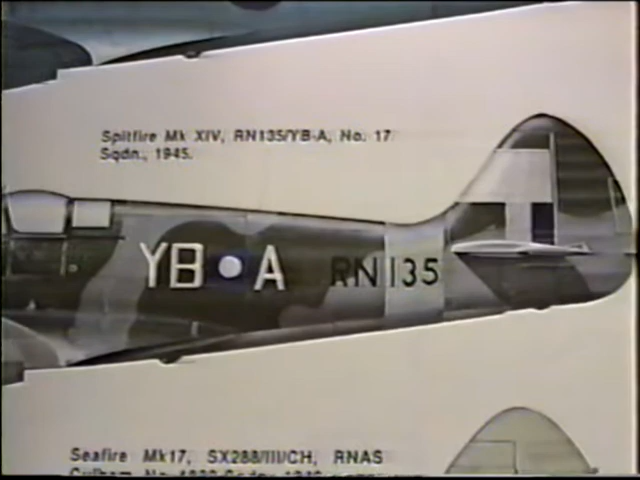 Spitfire Mk XIV, RN135/YB-A, No. 17
Sqdn., 1945.
YB A RN135
Seafire Mk17, SX288/III/CH, RNAS